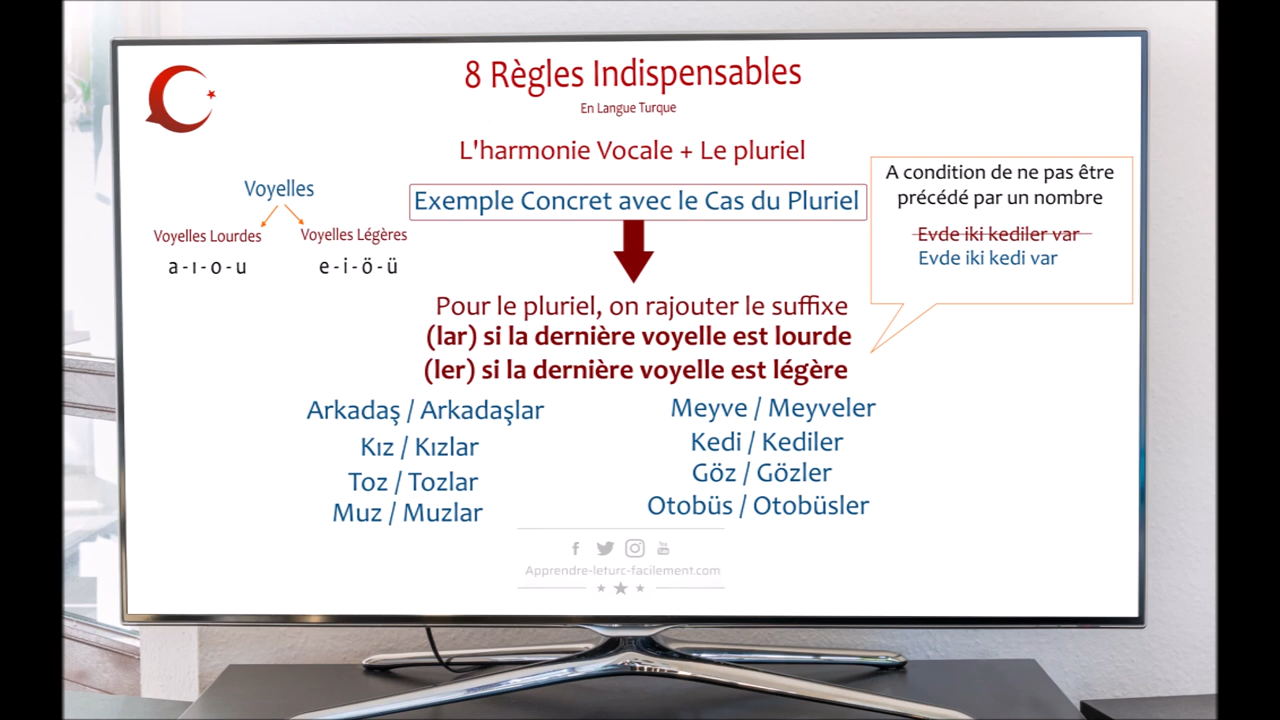 8 Règles Indispensables
En Langue Turque
L'harmonie Vocale + Le pluriel
Voyelles
Voyelles Lourdes
Voyelles Légères
a - ı - o - u
e - i - ö - ü
Exemple Concret avec le Cas du Pluriel
A condition de ne pas être
précédé par un nombre
Evde iki kediler var
Evde iki kedi var
Pour le pluriel, on rajouter le suffixe
(lar) si la dernière voyelle est lourde
(ler) si la dernière voyelle est légère
Arkadaş / Arkadaşlar
Kız / Kızlar
Toz / Tozlar
Muz / Muzlar
Meyve / Meyveler
Kedi / Kediler
Göz / Gözler
Otobüs / Otobüsler
Apprendre-leturc-facilement.com